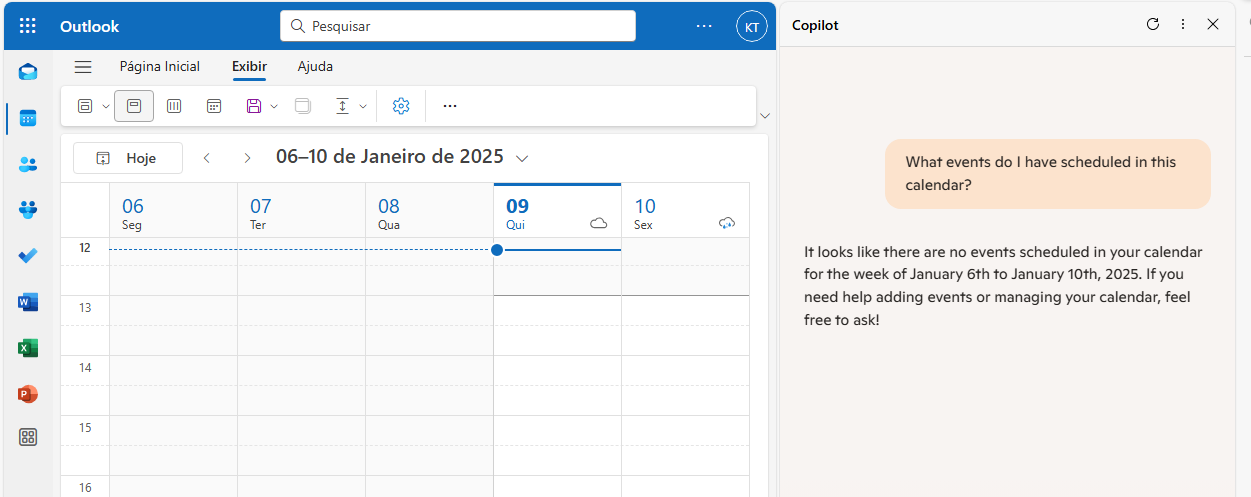 Outlook
Pesquisar
KT
Página Inicial
Exibir
Ajuda
Hoje
06–10 de Janeiro de 2025
06
Seg
07
Ter
08
Qua
09
Qui
10
Sex
12
13
14
15
16
W
X
P
Copilot
What events do I have scheduled in this
calendar?
It looks like there are no events scheduled in your calendar
for the week of January 6th to January 10th, 2025. If you
need help adding events or managing your calendar, feel
free to ask!